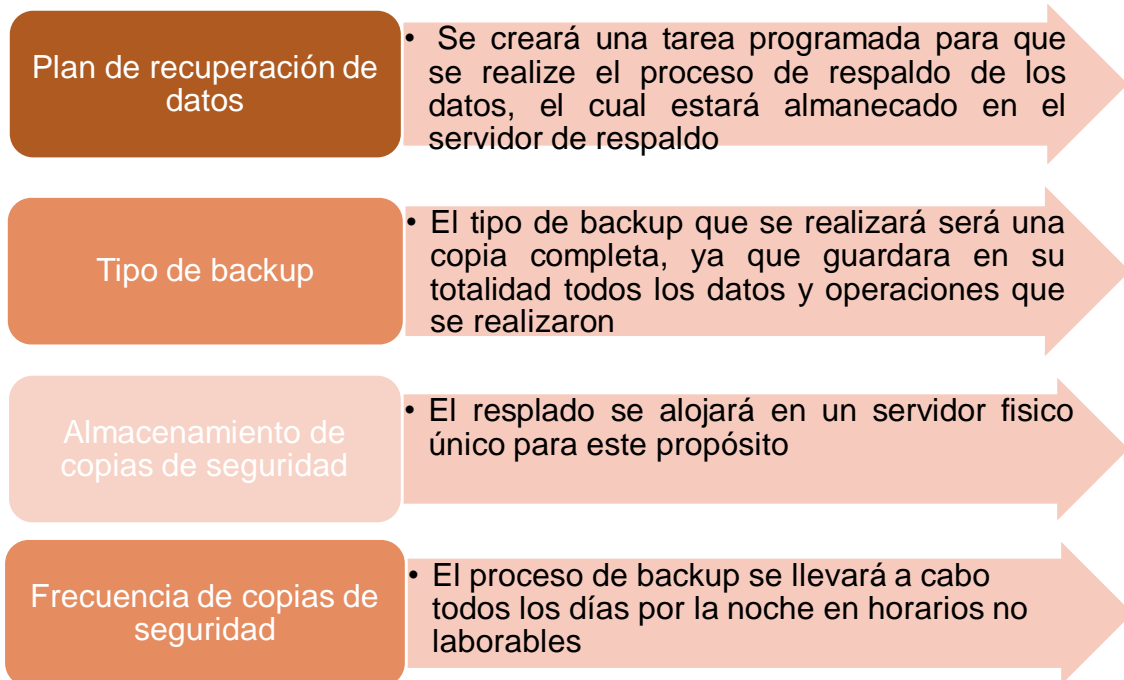 Plan de recuperación de
datos
• Se creará una tarea programada para que
se realize el proceso de respaldo de los
datos, el cual estará almanecado en el
servidor de respaldo
Tipo de backup
• El tipo de backup que se realizará será una
copia completa, ya que guardara en su
totalidad todos los datos y operaciones que
se realizaron
Almacenamiento de
copias de seguridad
• El resplado se alojará en un servidor fisico
único para este propósito
Frecuencia de copias de
seguridad
• El proceso de backup se llevará a cabo
todos los días por la noche en horarios no
laborables